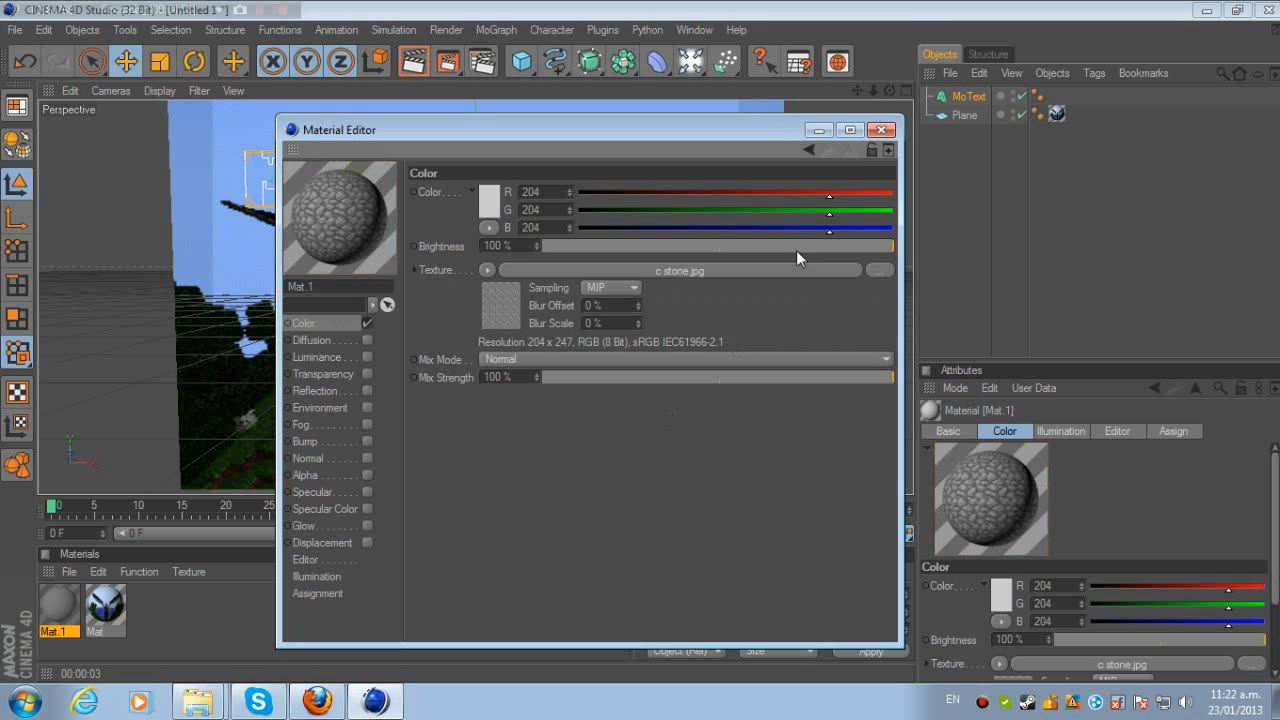 CINEMA 4D Studio (32 Bit) - [Untitled 1 *]
File Edit Objects Tools Selection Structure Functions Animation Simulation Render MoGraph Character Plugins Python Window Help
X Y Z
Edit Cameras Display Filter View
Perspective
Material Editor
Color
Color . . . . R 204
G 204
B 204
Brightness 100 %
Texture . . . . c stone.jpg ...
Sampling MIP
Blur Offset 0 %
Blur Scale 0 %
Resolution 204 x 247, RGB (8 Bit), sRGB IEC61966-2.1
Mix Mode . . Normal
Mix Strength 100 %
Mat.1
Color
Diffusion
Luminance
Transparency
Reflection
Environment
Fog
Bump
Normal
Alpha
Specular
Specular Color
Glow
Displacement
Editor
Illumination
Assignment
Y
Z X
0 5 10 15 20 25
0 F 0 F
Materials
File Edit Function Texture
Mat.1 Mat
MAXON
CINEMA 4D
Object (Rel) Size Apply
00:00:03
Objects Structure
File Edit View Objects Tags Bookmarks
MoText
Plane
Attributes
Mode Edit User Data
Material [Mat.1]
Basic Color Illumination Editor Assign
Color
Color . . . . R 204
G 204
B 204
Brightness 100 %
Texture . . . . c stone.jpg ...
MIP
EN
11:22 a.m.
23/01/2013